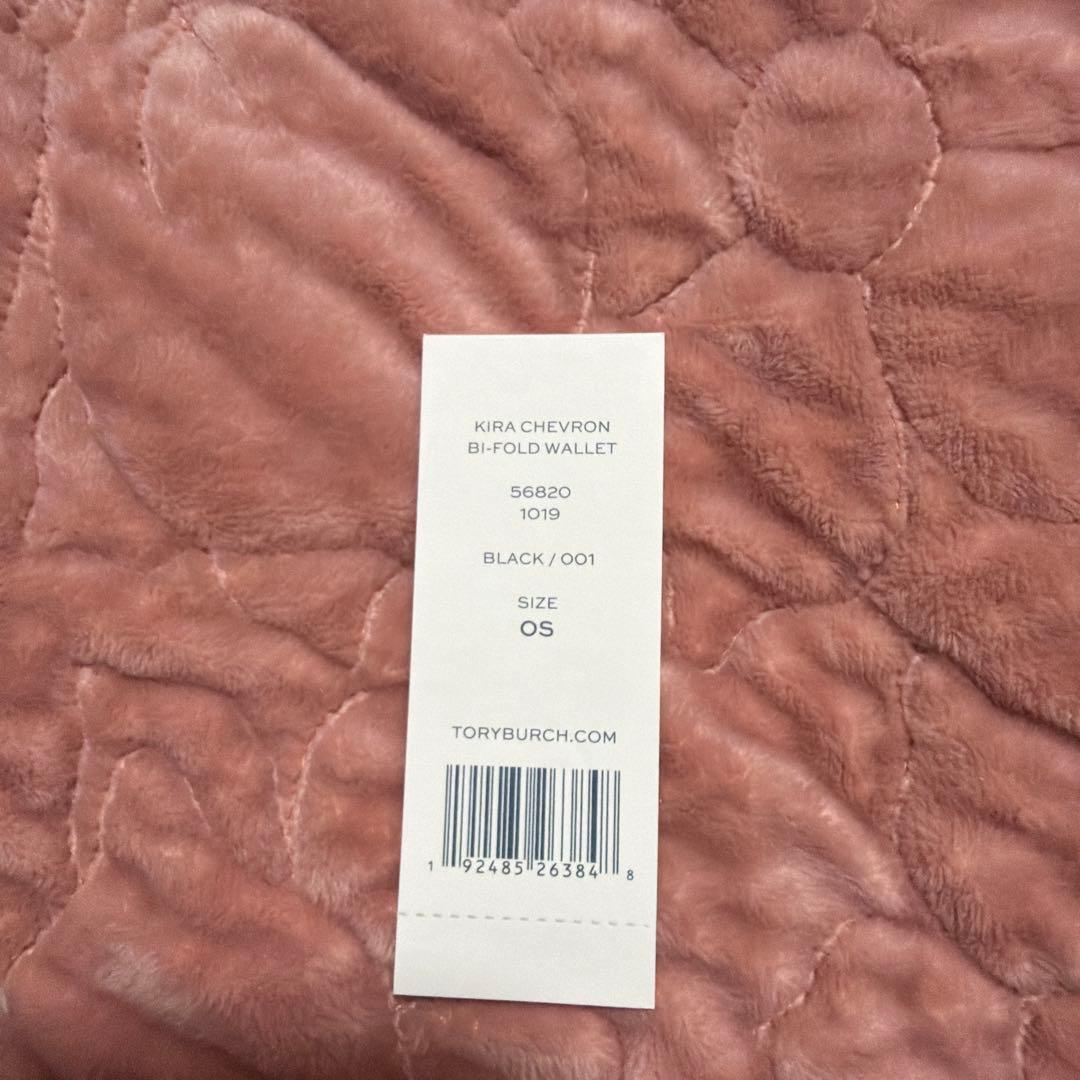 KIRA CHEVRON
BI-FOLD WALLET
56820
1019
BLACK / 001
SIZE
OS
TORYBURCH.COM
1 92485 26384 8